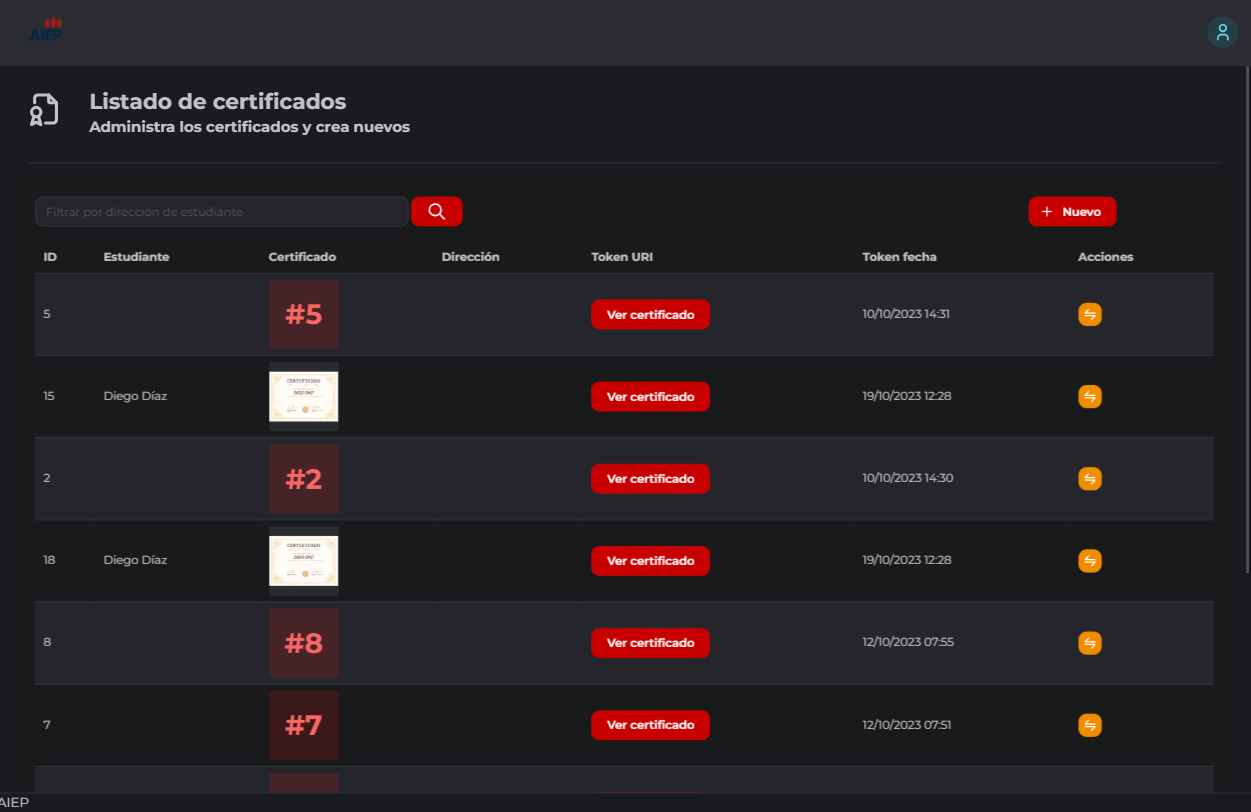 AIEP
Listado de certificados
Administra los certificados y crea nuevos
Filtrar por dirección de estudiante
+ Nuevo
ID Estudiante Certificado Dirección Token URI Token fecha Acciones
5 #5 Ver certificado 10/10/2023 14:31
15 Diego Díaz CERTIFICADO DIEGO DÍAZ Ver certificado 19/10/2023 12:28
2 #2 Ver certificado 10/10/2023 14:30
18 Diego Díaz CERTIFICADO DIEGO DÍAZ Ver certificado 19/10/2023 12:28
8 #8 Ver certificado 12/10/2023 07:55
7 #7 Ver certificado 12/10/2023 07:51
AIEP